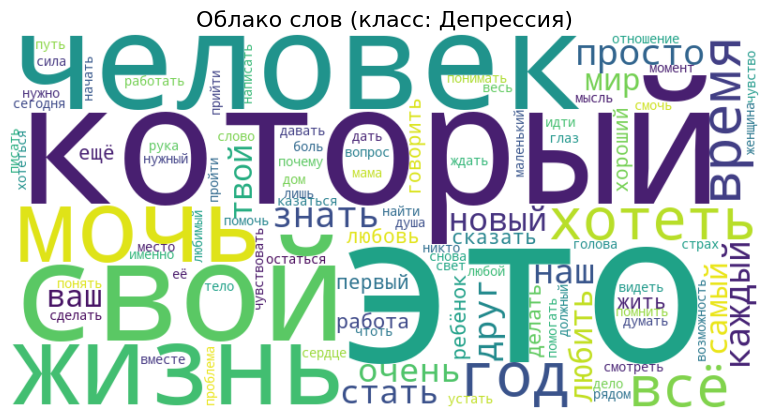 Облако слов (класс: Депрессия)
путь
человек
просто
отношение
сила
начать
работать
прийти
написать
понимать
весь
мир
момент
время
чувство
нужно
сегодня
мысль
смочь
женщина
который
писать
хотеться
ещё
рука
нужный
пройти
слово
твой
давать
боль
почему
дом
лишь
казаться
дать
вопрос
мама
говорить
ждать
маленький
идти
глаз
хороший
мочь
любимый
помочь
знать
найти
душа
любовь
новый
сказать
хотеть
никто
снова
свет
голова
страх
место
именно
чувствовать
остаться
понять
её
свой
это
ваш
сделать
тело
первый
работа
чтоть
ребёнок
друг
любой
наш
делать
помогать
должный
любить
видеть
жить
помнить
думать
возможность
самый
каждый
жизнь
вместе
проблема
сердце
очень
стать
год
устать
смотреть
дело
рядом
всё